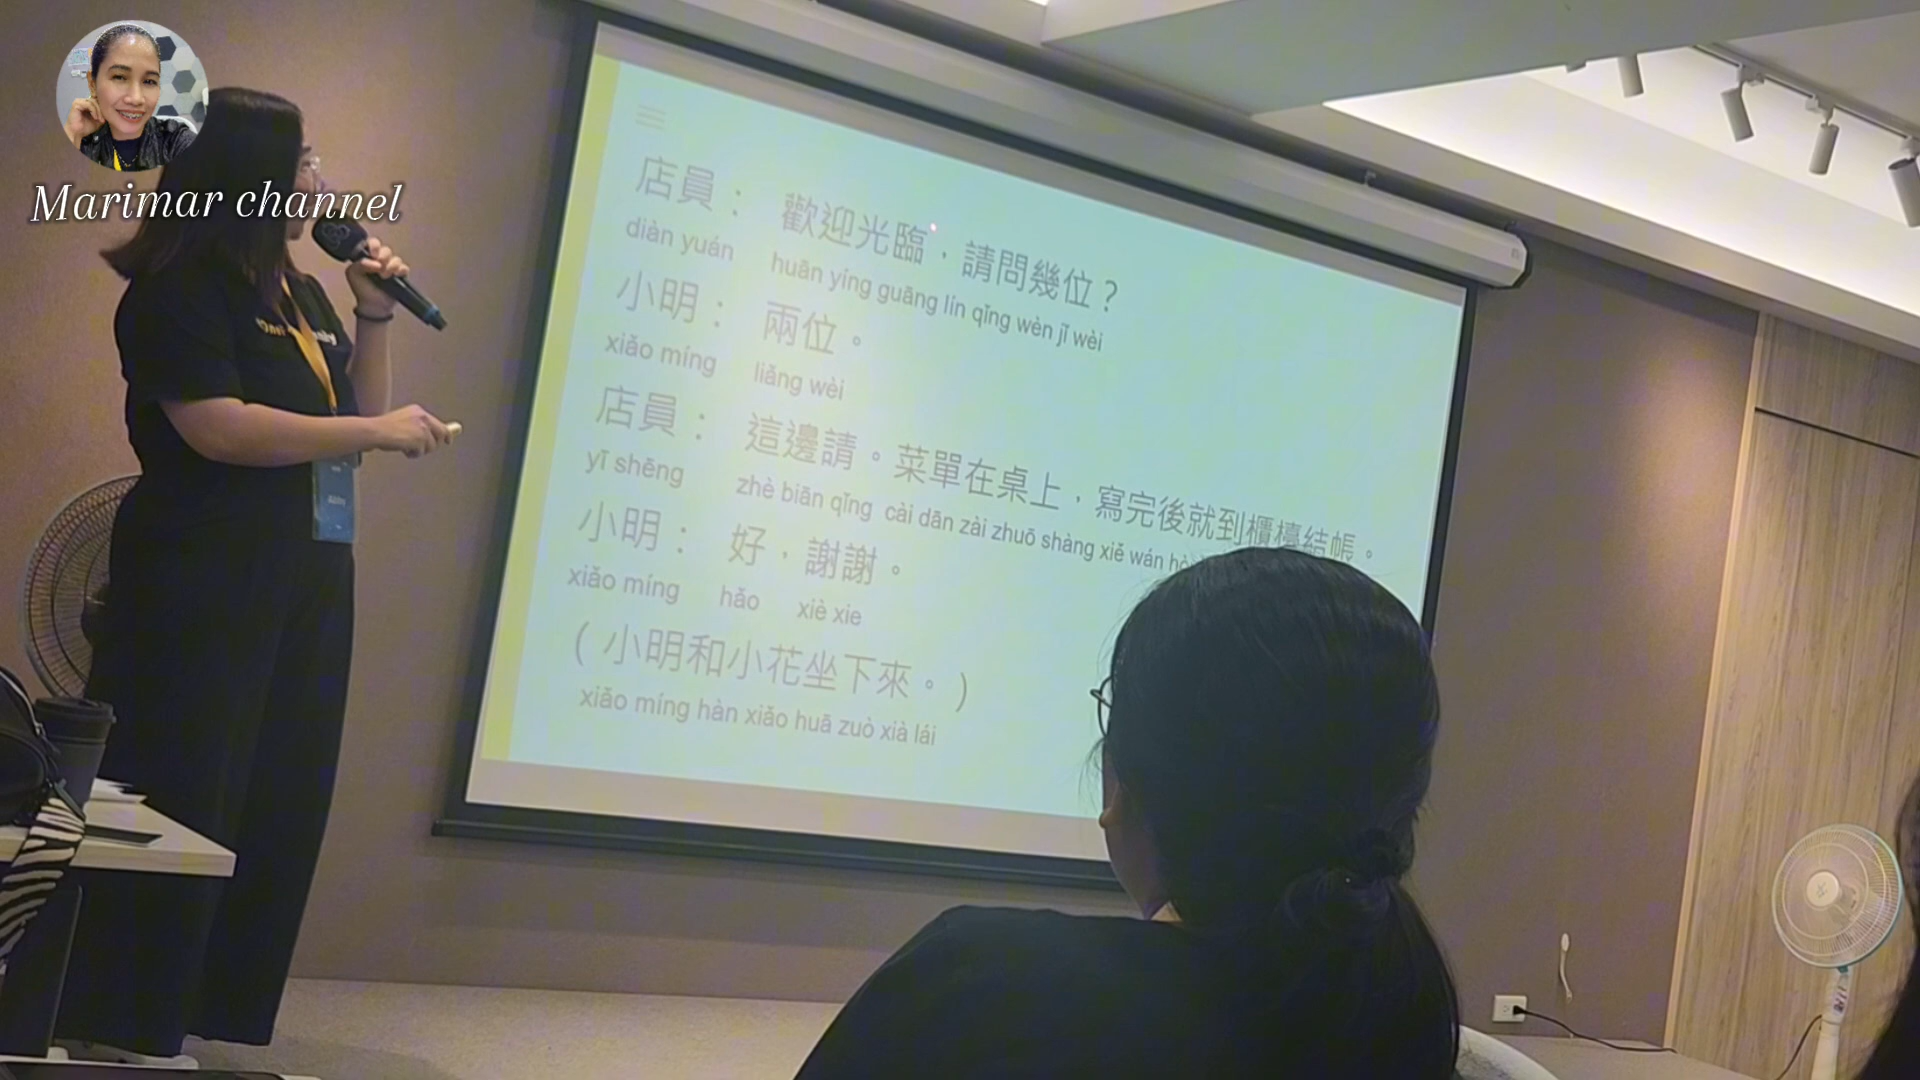 Marimar channel
店員： 歡迎光臨，請問幾位？
diàn yuán huān yíng guāng lín qǐng wèn jǐ wèi
小明： 兩位。
xiǎo míng liǎng wèi
店員： 這邊請。菜單在桌上，寫完後就到櫃檯結帳。
yī shēng zhè biān qǐng cài dān zài zhuō shàng xiě wán
小明： 好，謝謝。
xiǎo míng hǎo xiè xie
（小明和小花坐下來。）
xiǎo míng hàn xiǎo huā zuò xià lái